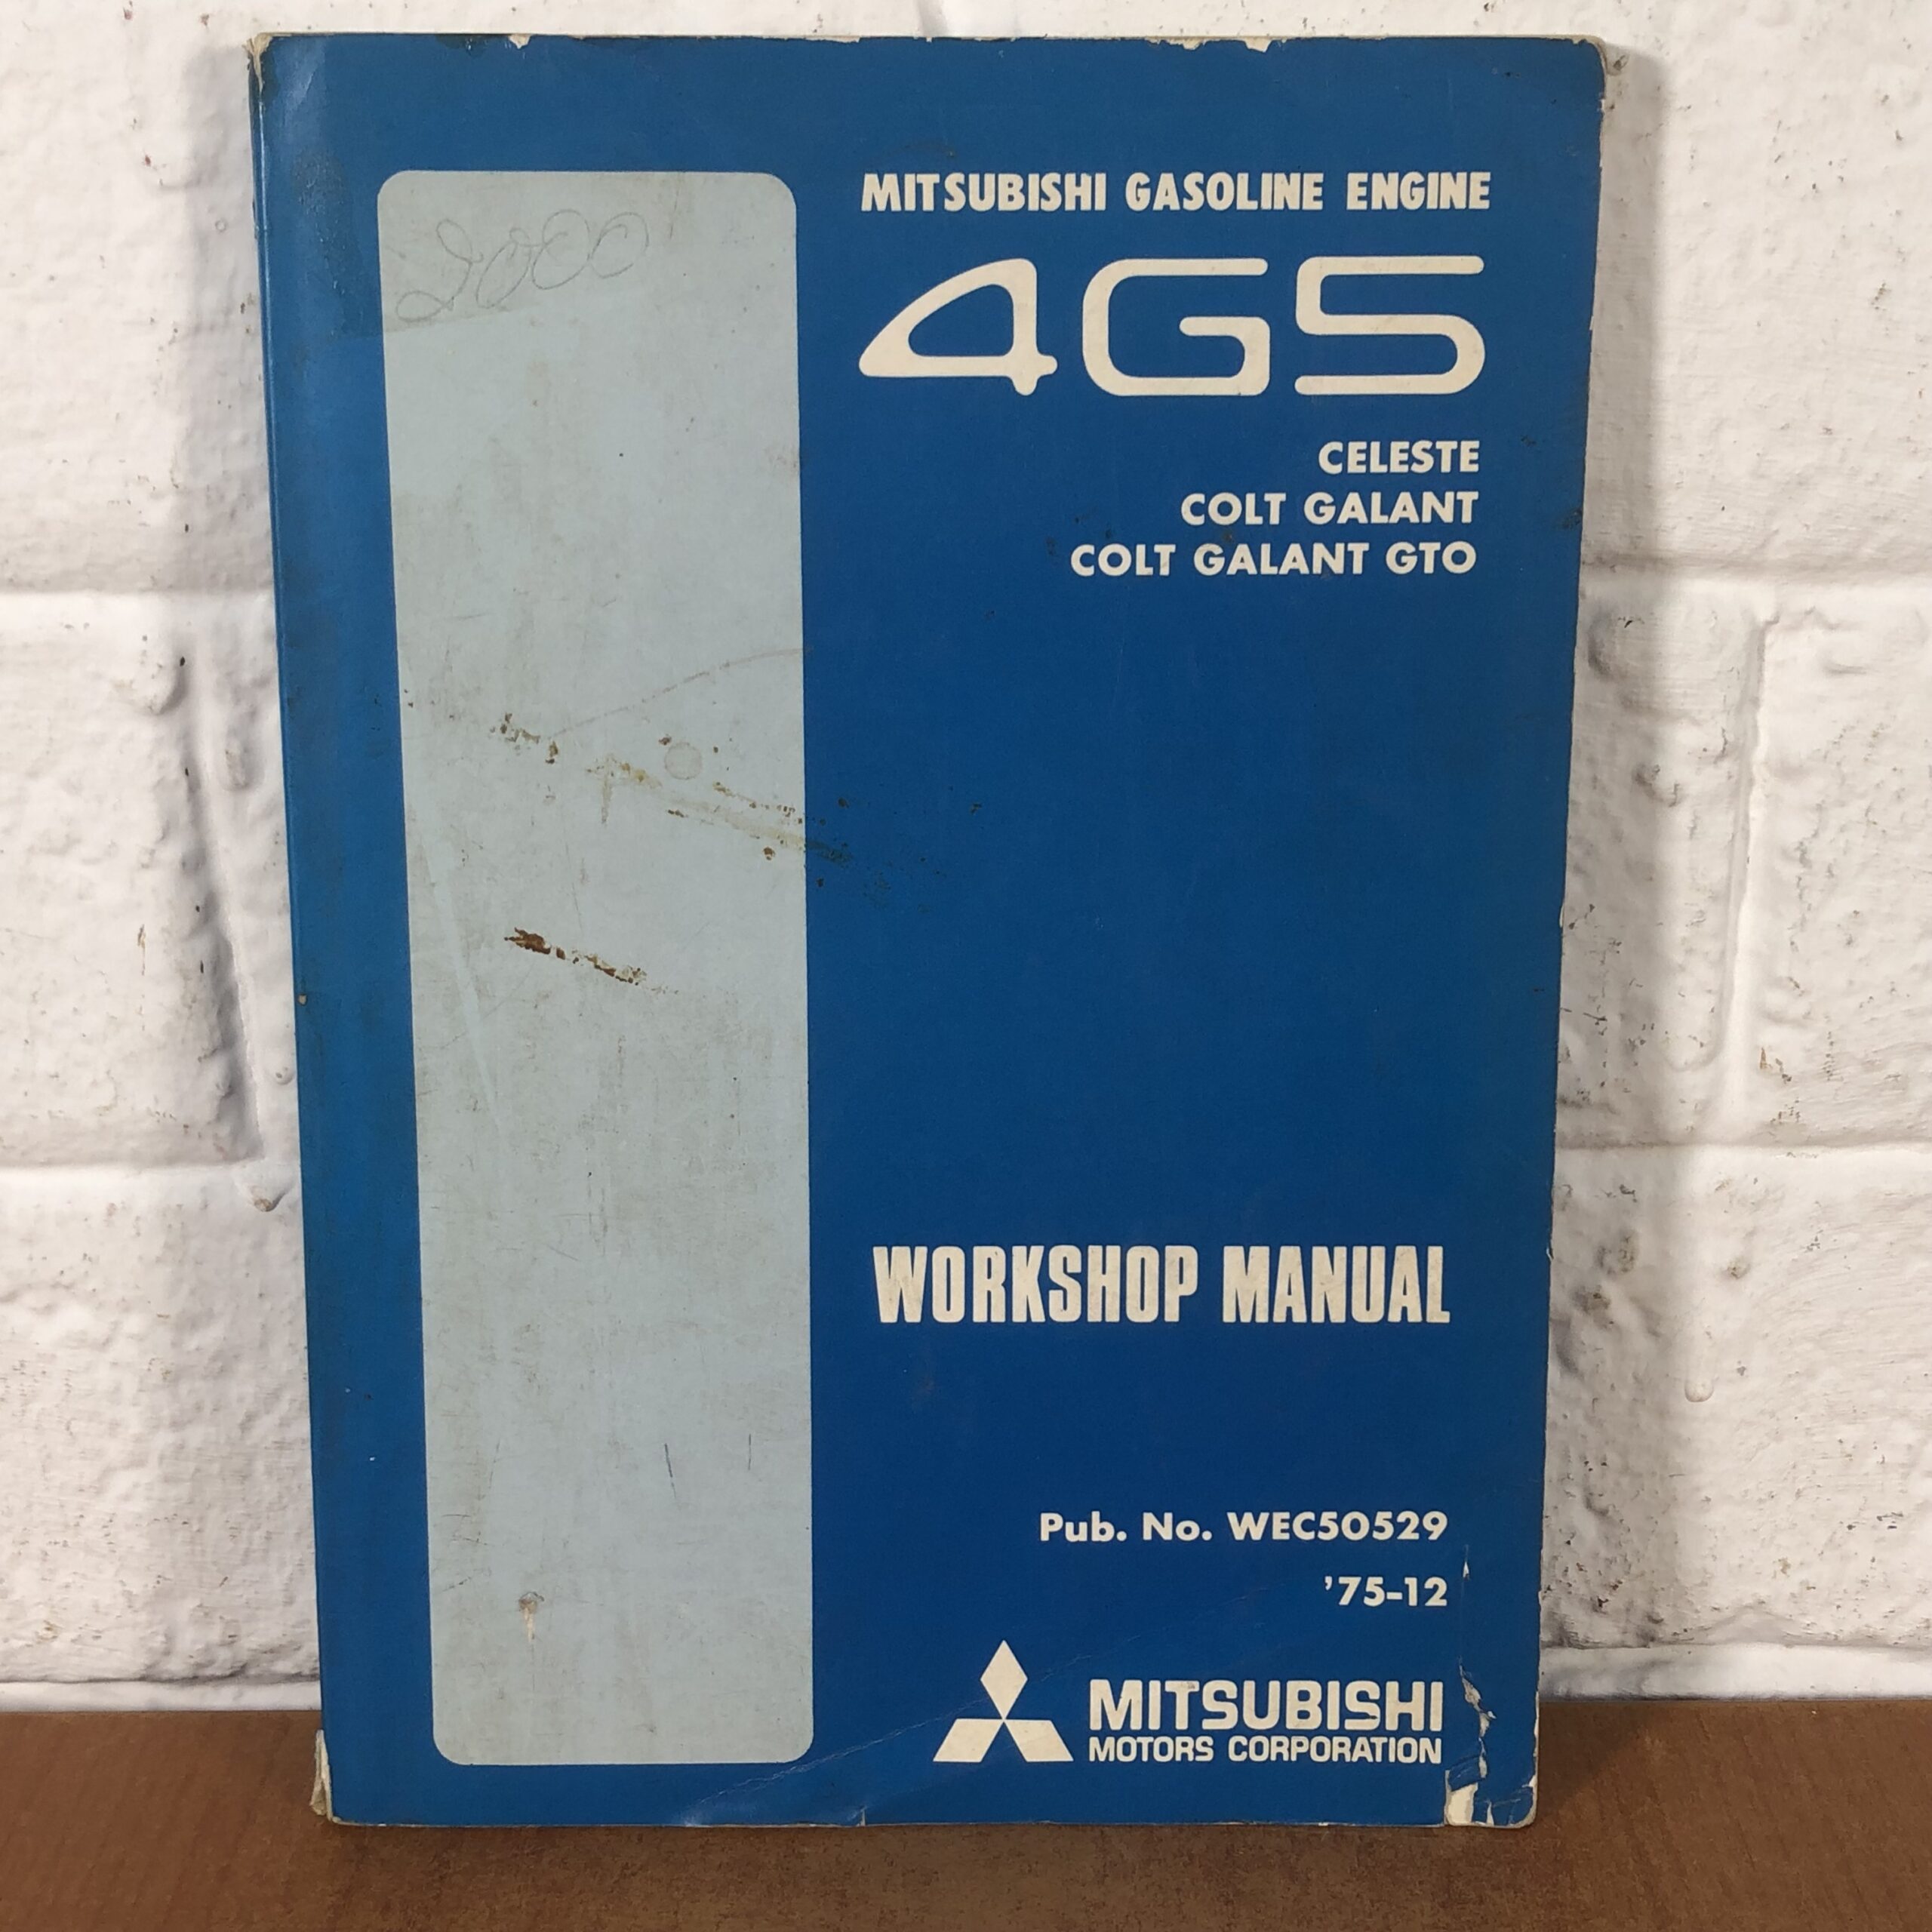 2000
MITSUBISHI GASOLINE ENGINE
4G5
CELESTE
COLT GALANT
COLT GALANT GTO
WORKSHOP MANUAL
Pub. No. WEC50529
'75-12
MITSUBISHI
MOTORS CORPORATION